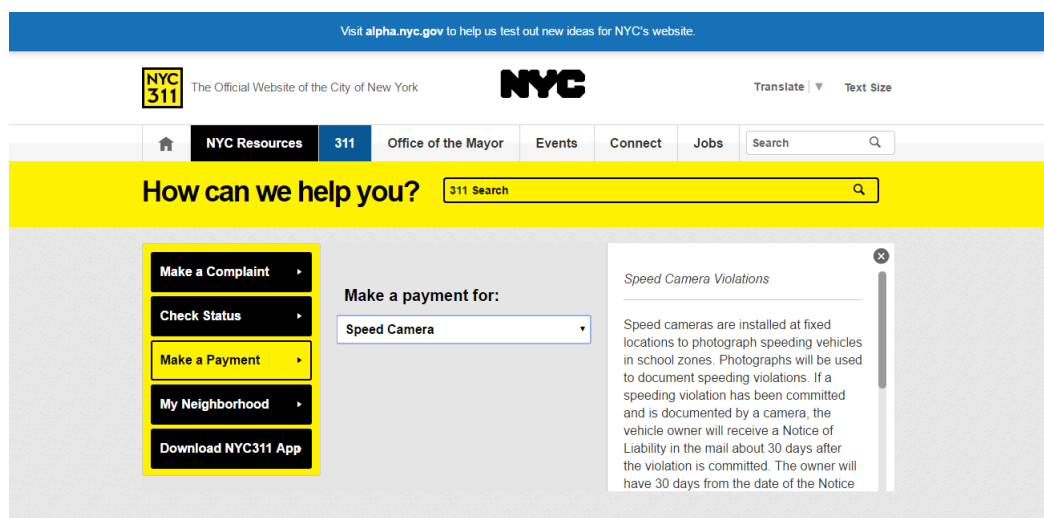 Visit alpha.nyc.gov to help us test out new ideas for NYC's website.
NYC
311
The Official Website of the City of New York
NYC
Translate ▼ Text Size
NYC Resources 311 Office of the Mayor Events Connect Jobs Search
How can we help you? 311 Search
Make a Complaint
Check Status
Make a Payment
My Neighborhood
Download NYC311 App
Make a payment for:
Speed Camera
Speed Camera Violations
Speed cameras are installed at fixed
locations to photograph speeding vehicles
in school zones. Photographs will be used
to document speeding violations. If a
speeding violation has been committed
and is documented by a camera, the
vehicle owner will receive a Notice of
Liability in the mail about 30 days after
the violation is committed. The owner will
have 30 days from the date of the Notice